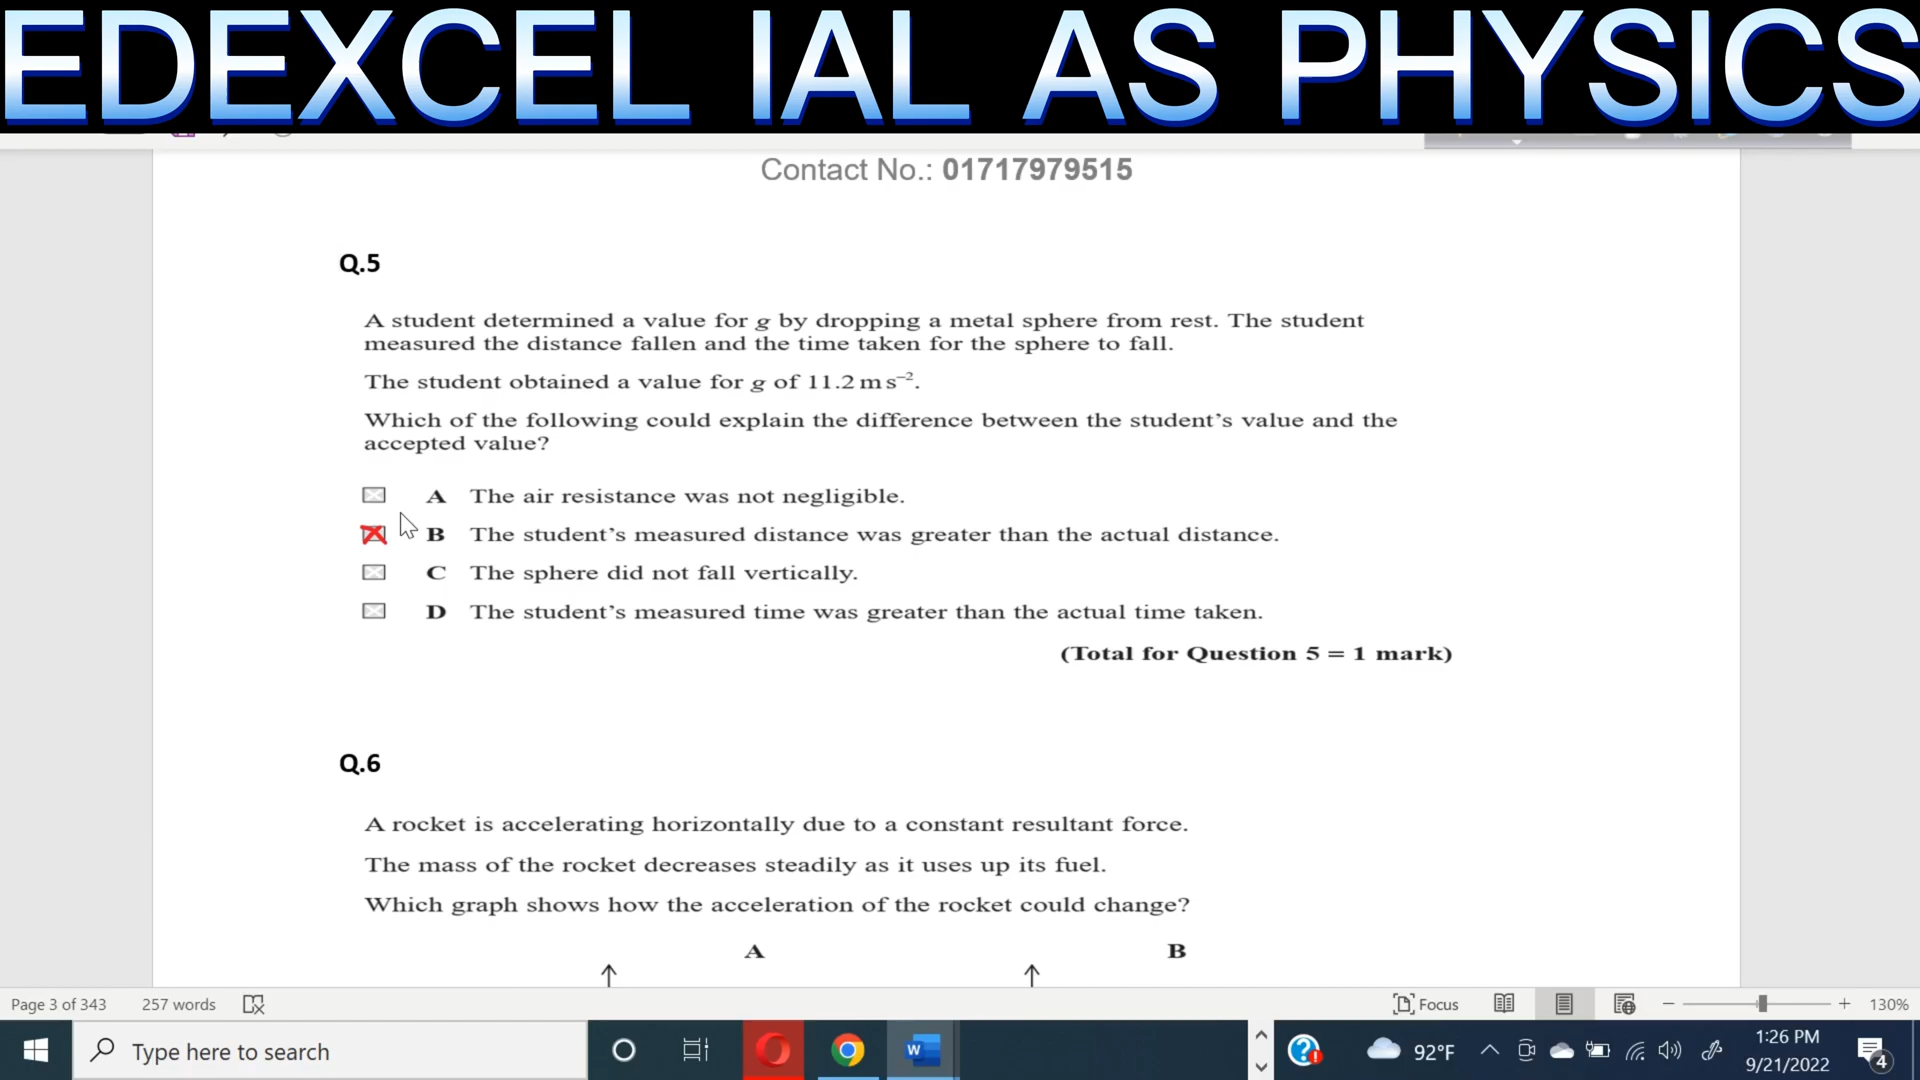 EDEXCEL IAL AS PHYSICS
Contact No.: 01717979515
Q.5
A student determined a value for g by dropping a metal sphere from rest. The student
measured the distance fallen and the time taken for the sphere to fall.
The student obtained a value for g of 11.2 m s⁻².
Which of the following could explain the difference between the student's value and the
accepted value?
A The air resistance was not negligible.
B The student's measured distance was greater than the actual distance.
C The sphere did not fall vertically.
D The student's measured time was greater than the actual time taken.
(Total for Question 5 = 1 mark)
Q.6
A rocket is accelerating horizontally due to a constant resultant force.
The mass of the rocket decreases steadily as it uses up its fuel.
Which graph shows how the acceleration of the rocket could change?
A B
Page 3 of 343 257 words Focus 130%
Type here to search 92°F 1:26 PM
9/21/2022 4